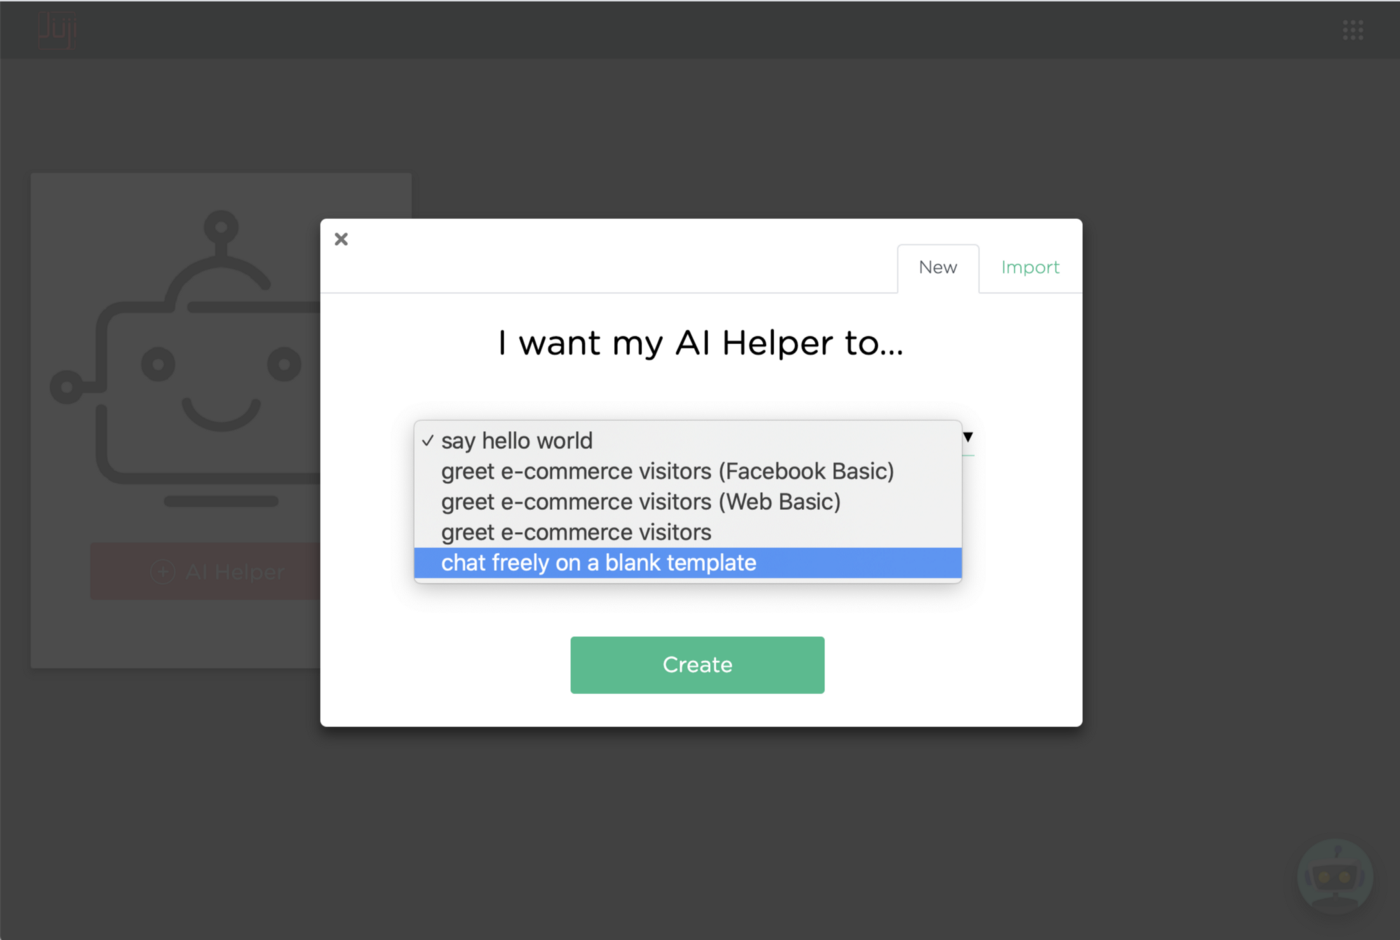 Juji
New
Import
I want my AI Helper to...
✓ say hello world
greet e-commerce visitors (Facebook Basic)
greet e-commerce visitors (Web Basic)
greet e-commerce visitors
chat freely on a blank template
AI Helper
Create